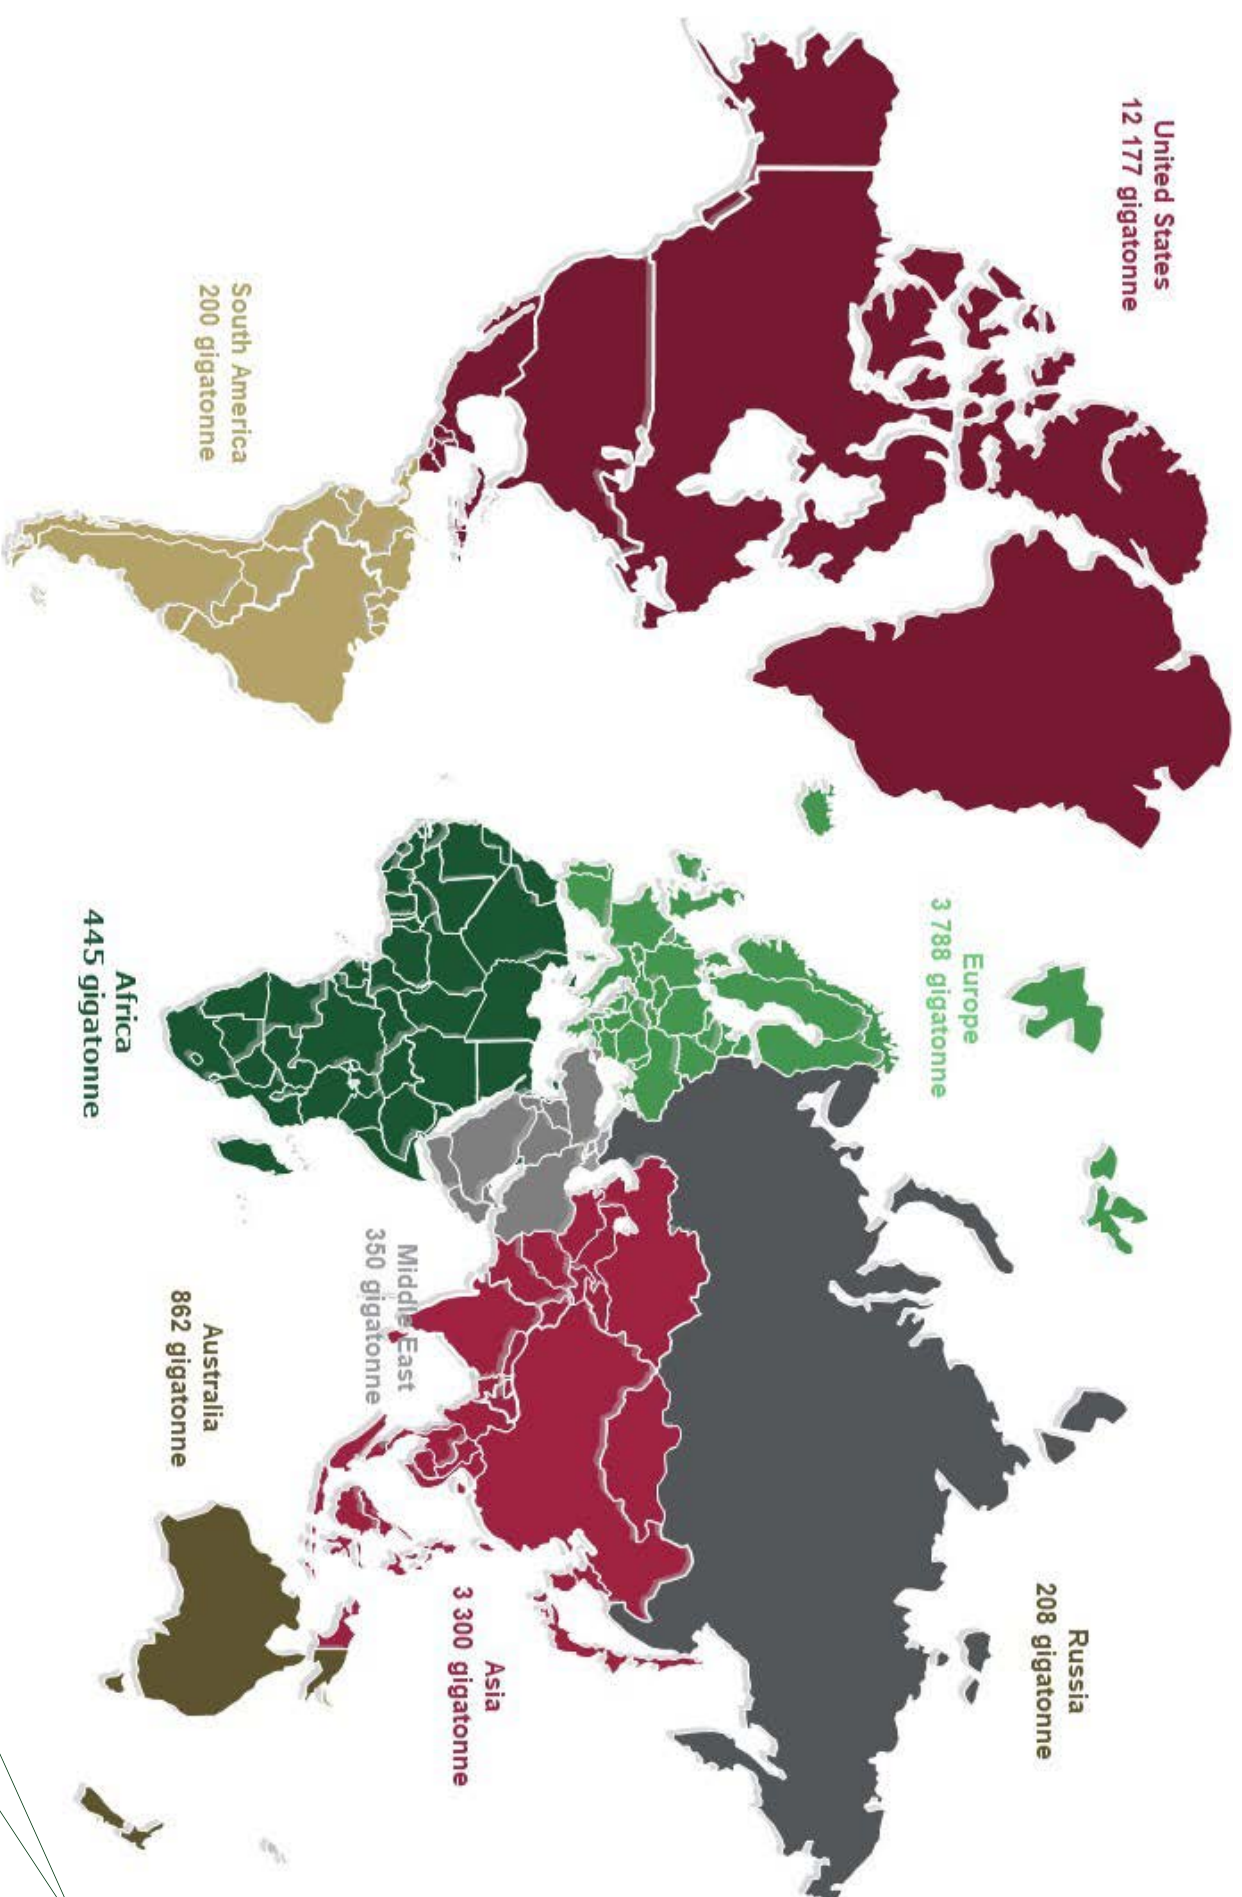 United States
12 177 gigatonne
Europe
3 788 gigatonne
Russia
208 gigatonne
South America
200 gigatonne
Africa
445 gigatonne
Middle East
350 gigatonne
Asia
3 300 gigatonne
Australia
862 gigatonne